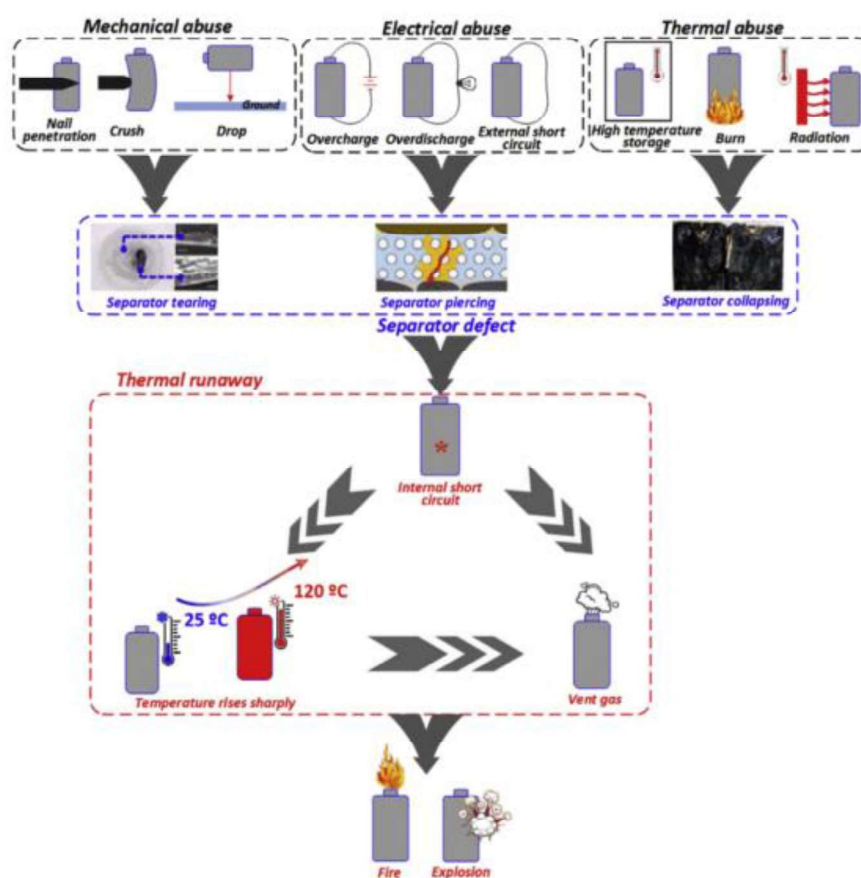 Mechanical abuse
Electrical abuse
Thermal abuse
Nail
penetration
Crush
Ground
Drop
Overcharge
Overdischarge
External short
circuit
High temperature
storage
Burn
Radiation
Separator tearing
Separator piercing
Separator collapsing
Separator defect
Thermal runaway
*
Internal short
circuit
25 ºC
120 ºC
Temperature rises sharply
Vent gas
Fire
Explosion